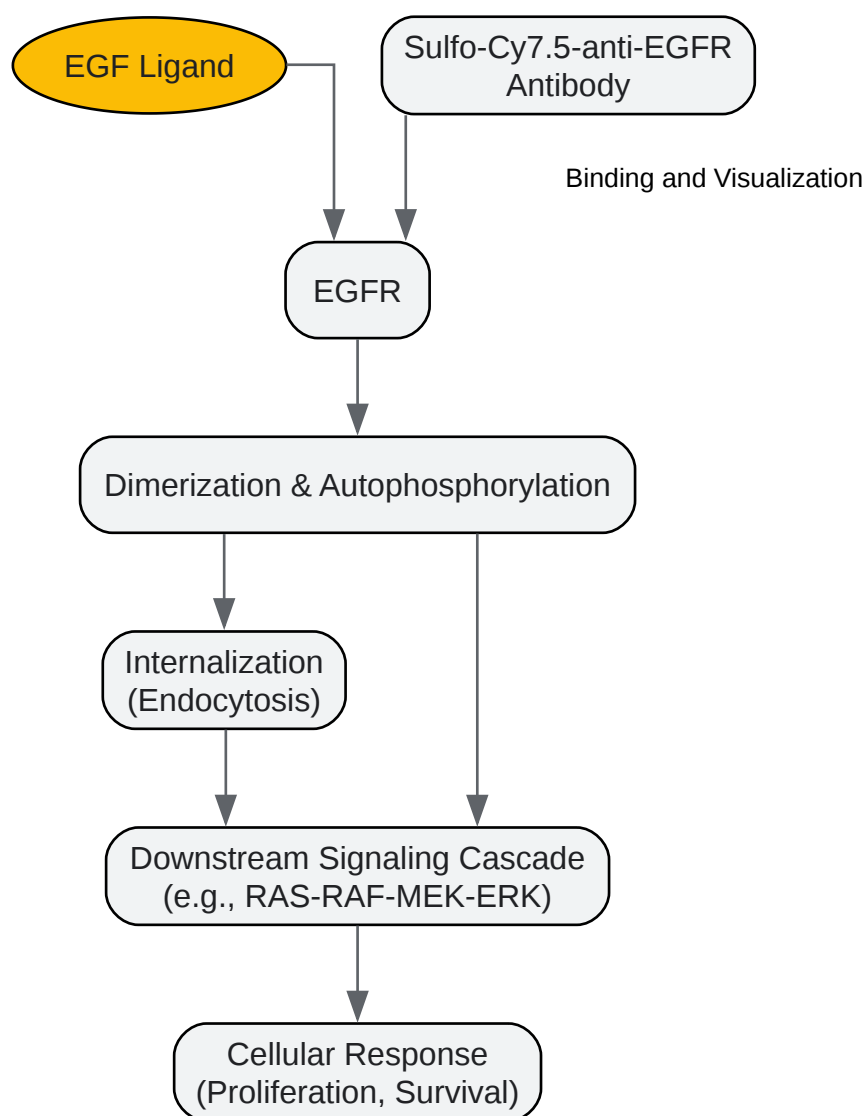 EGF Ligand
Sulfo-Cy7.5-anti-EGFR
Antibody
Binding and Visualization
EGFR
Dimerization & Autophosphorylation
Internalization
(Endocytosis)
Downstream Signaling Cascade
(e.g., RAS-RAF-MEK-ERK)
Cellular Response
(Proliferation, Survival)